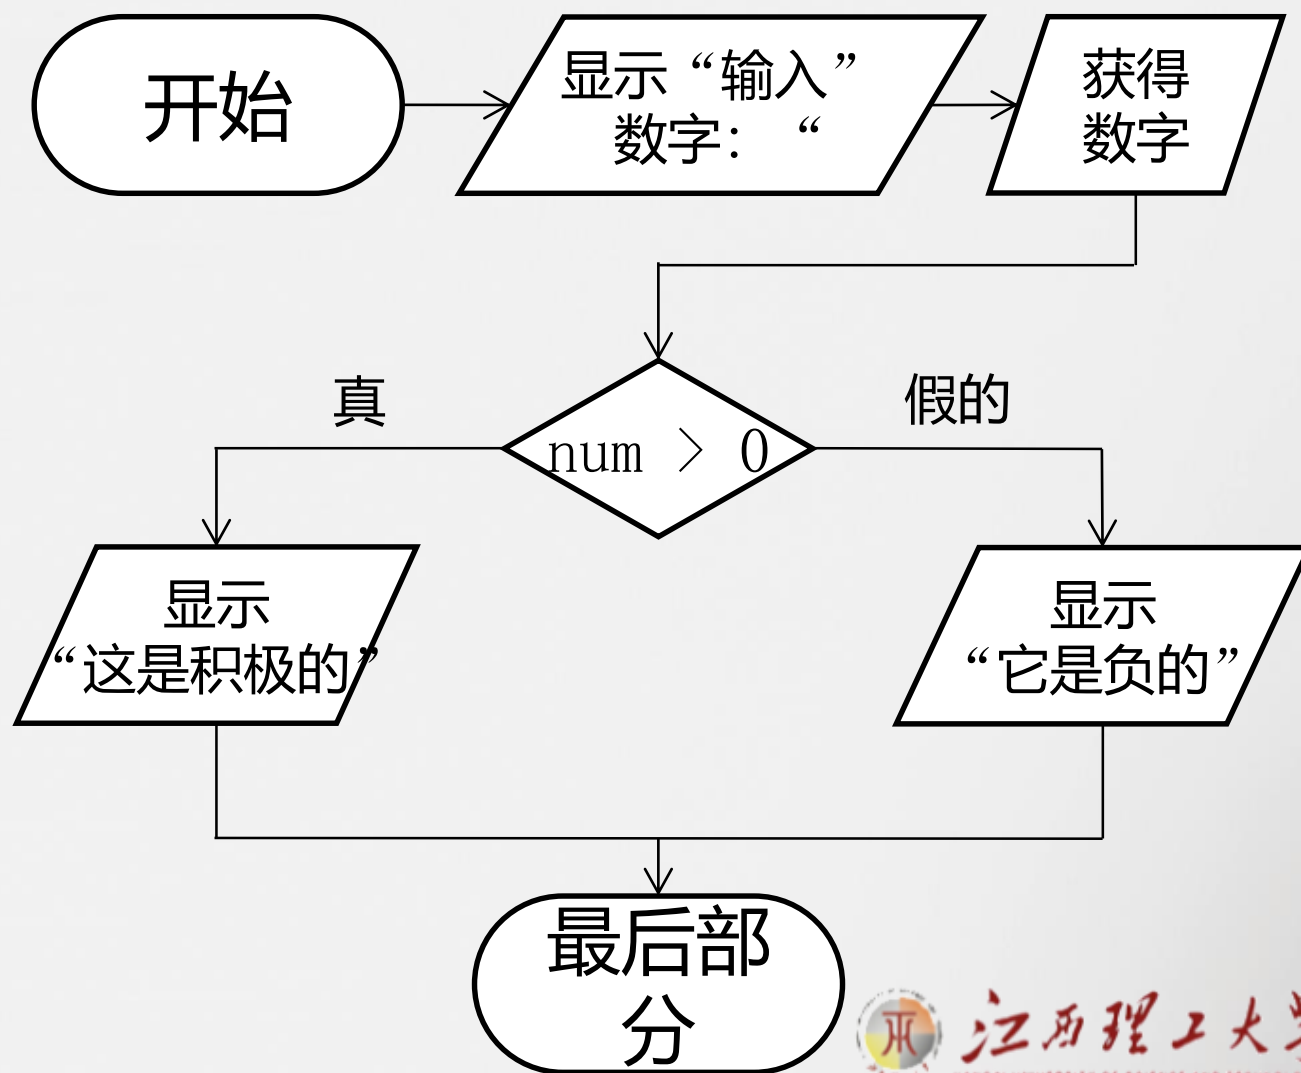 开始
显示“输入”
数字：“
获得
数字
真
假的
num > 0
显示
“这是积极的”
显示
“它是负的”
最后部
分
江西理工大学